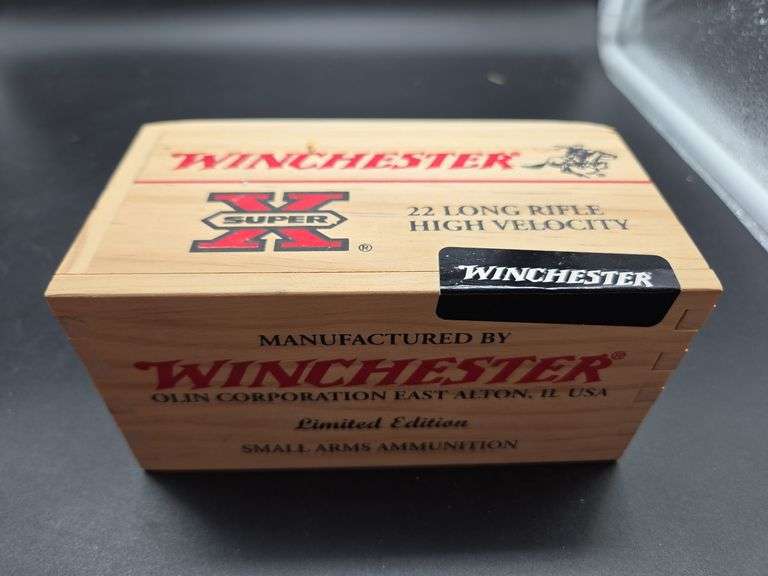 WINCHESTER
SUPER X ®
22 LONG RIFLE
HIGH VELOCITY
WINCHESTER
MANUFACTURED BY
WINCHESTER®
OLIN CORPORATION EAST ALTON, IL USA
Limited Edition
SMALL ARMS AMMUNITION